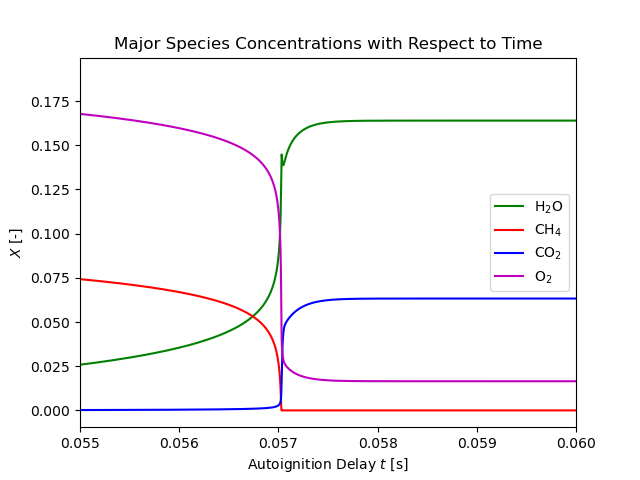 Major Species Concentrations with Respect to Time
X [-]
0.175
0.150
0.125
0.100
0.075
0.050
0.025
0.000
H₂O
CH₄
CO₂
O₂
0.055 0.056 0.057 0.058 0.059 0.060
Autoignition Delay t [s]